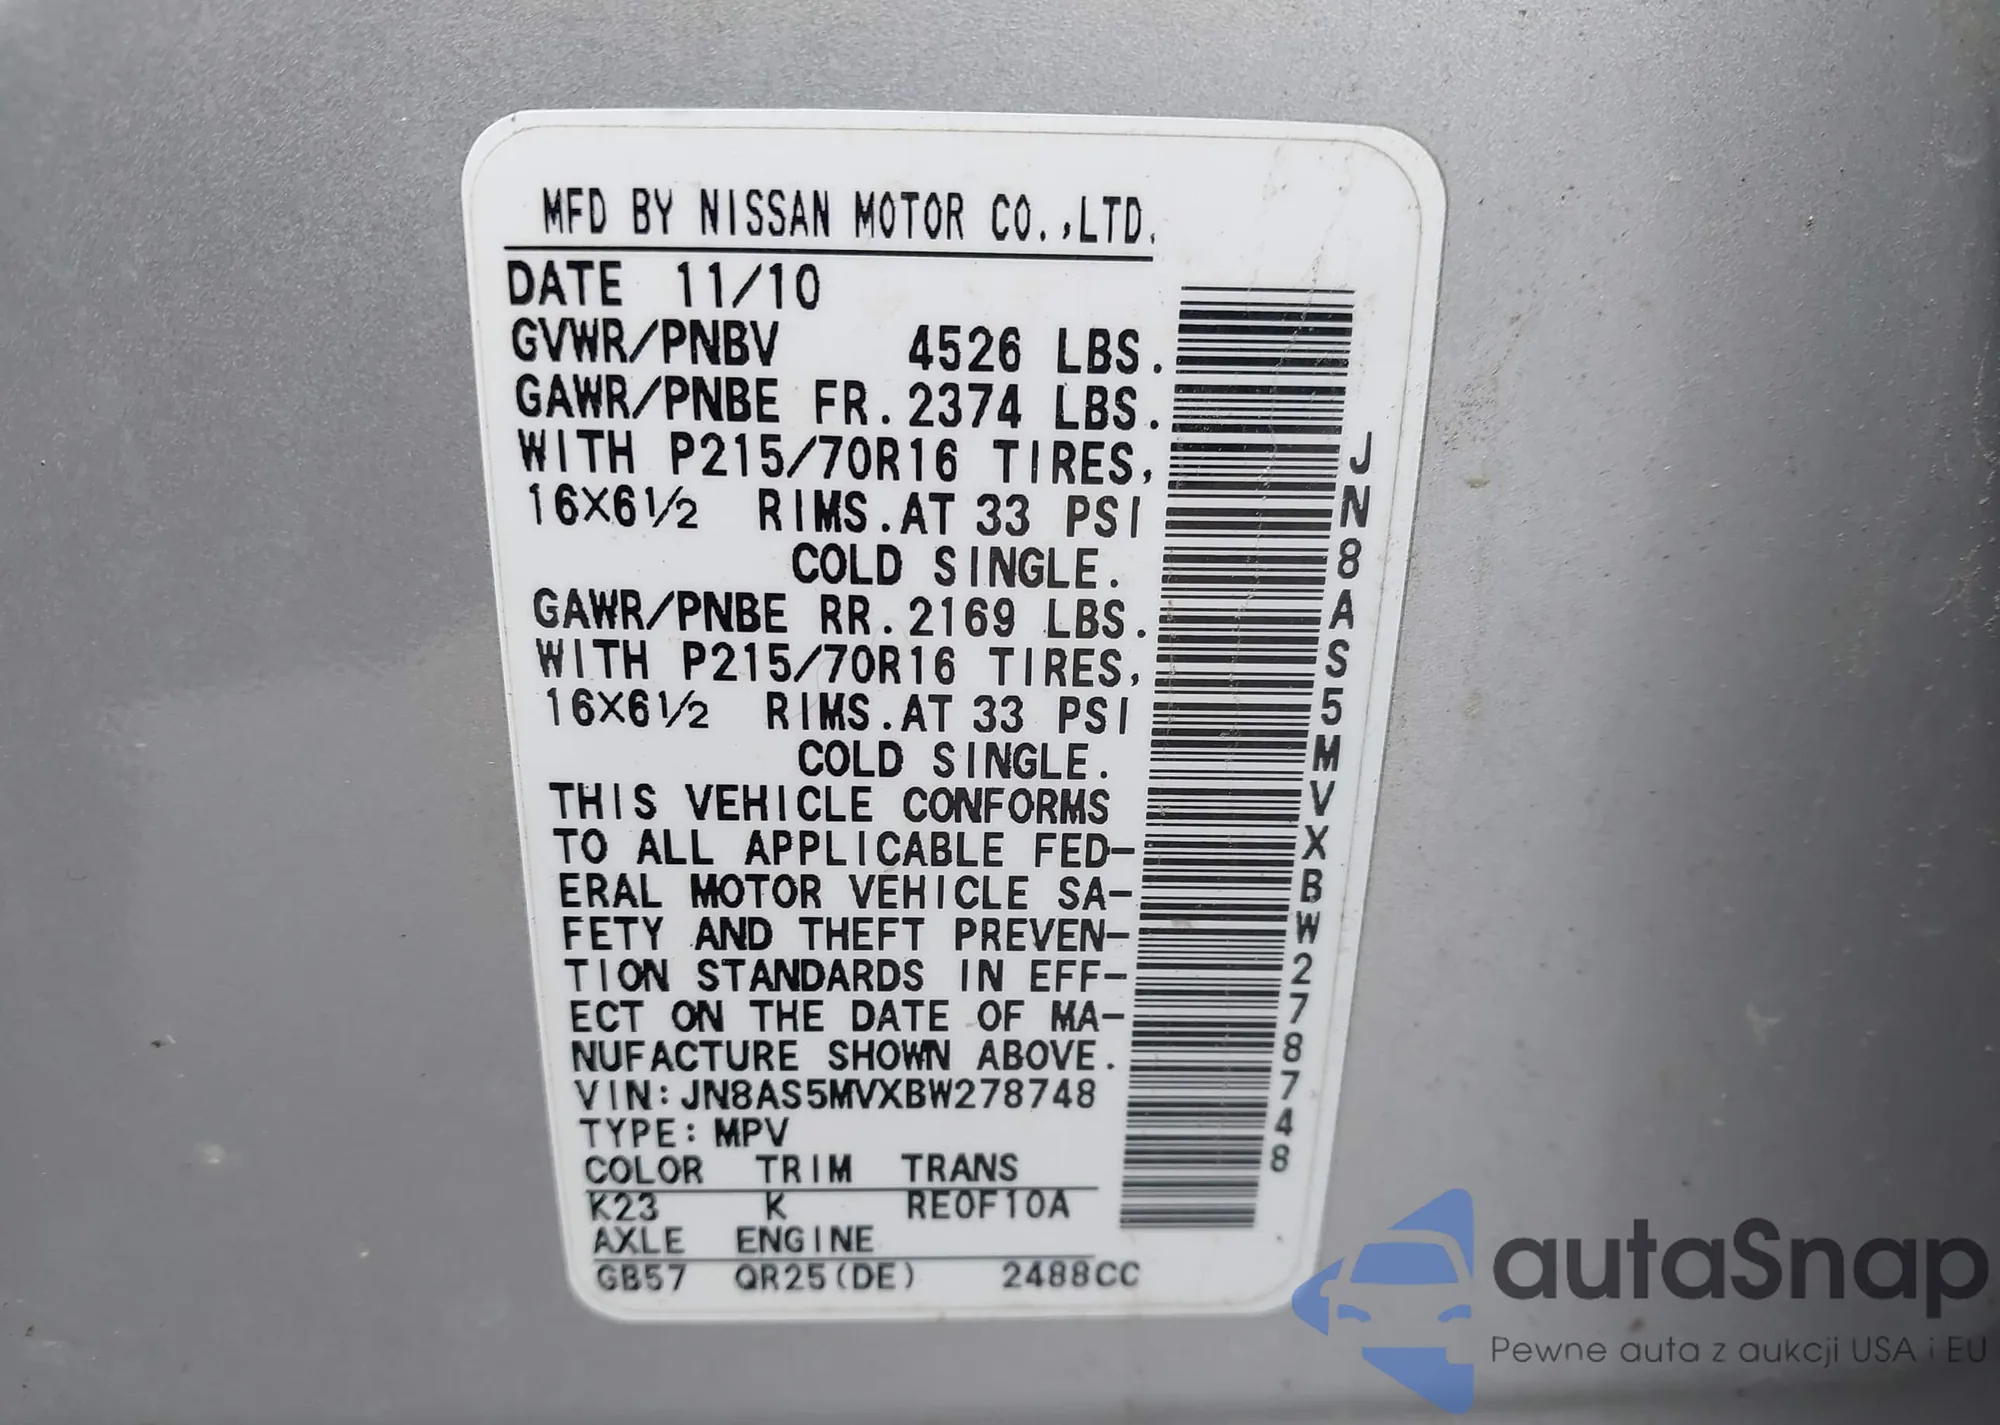 MFD BY NISSAN MOTOR CO.,LTD.
DATE 11/10
GVWR/PNBV 4526 LBS.
GAWR/PNBE FR.2374 LBS.
WITH P215/70R16 TIRES,
16X6½ RIMS.AT 33 PSI
COLD SINGLE.
GAWR/PNBE RR.2169 LBS.
WITH P215/70R16 TIRES,
16X6½ RIMS.AT 33 PSI
COLD SINGLE.
THIS VEHICLE CONFORMS
TO ALL APPLICABLE FED-
ERAL MOTOR VEHICLE SA-
FETY AND THEFT PREVEN-
TION STANDARDS IN EFF-
ECT ON THE DATE OF MA-
NUFACTURE SHOWN ABOVE.
VIN:JN8AS5MVXBW278748
TYPE:MPV
COLOR TRIM TRANS
K23 K RE0F10A
AXLE ENGINE
GB57 QR25(DE) 2488CC
JN8AS5MVXBW278748
autaSnap
Pewne auta z aukcji USA i EU